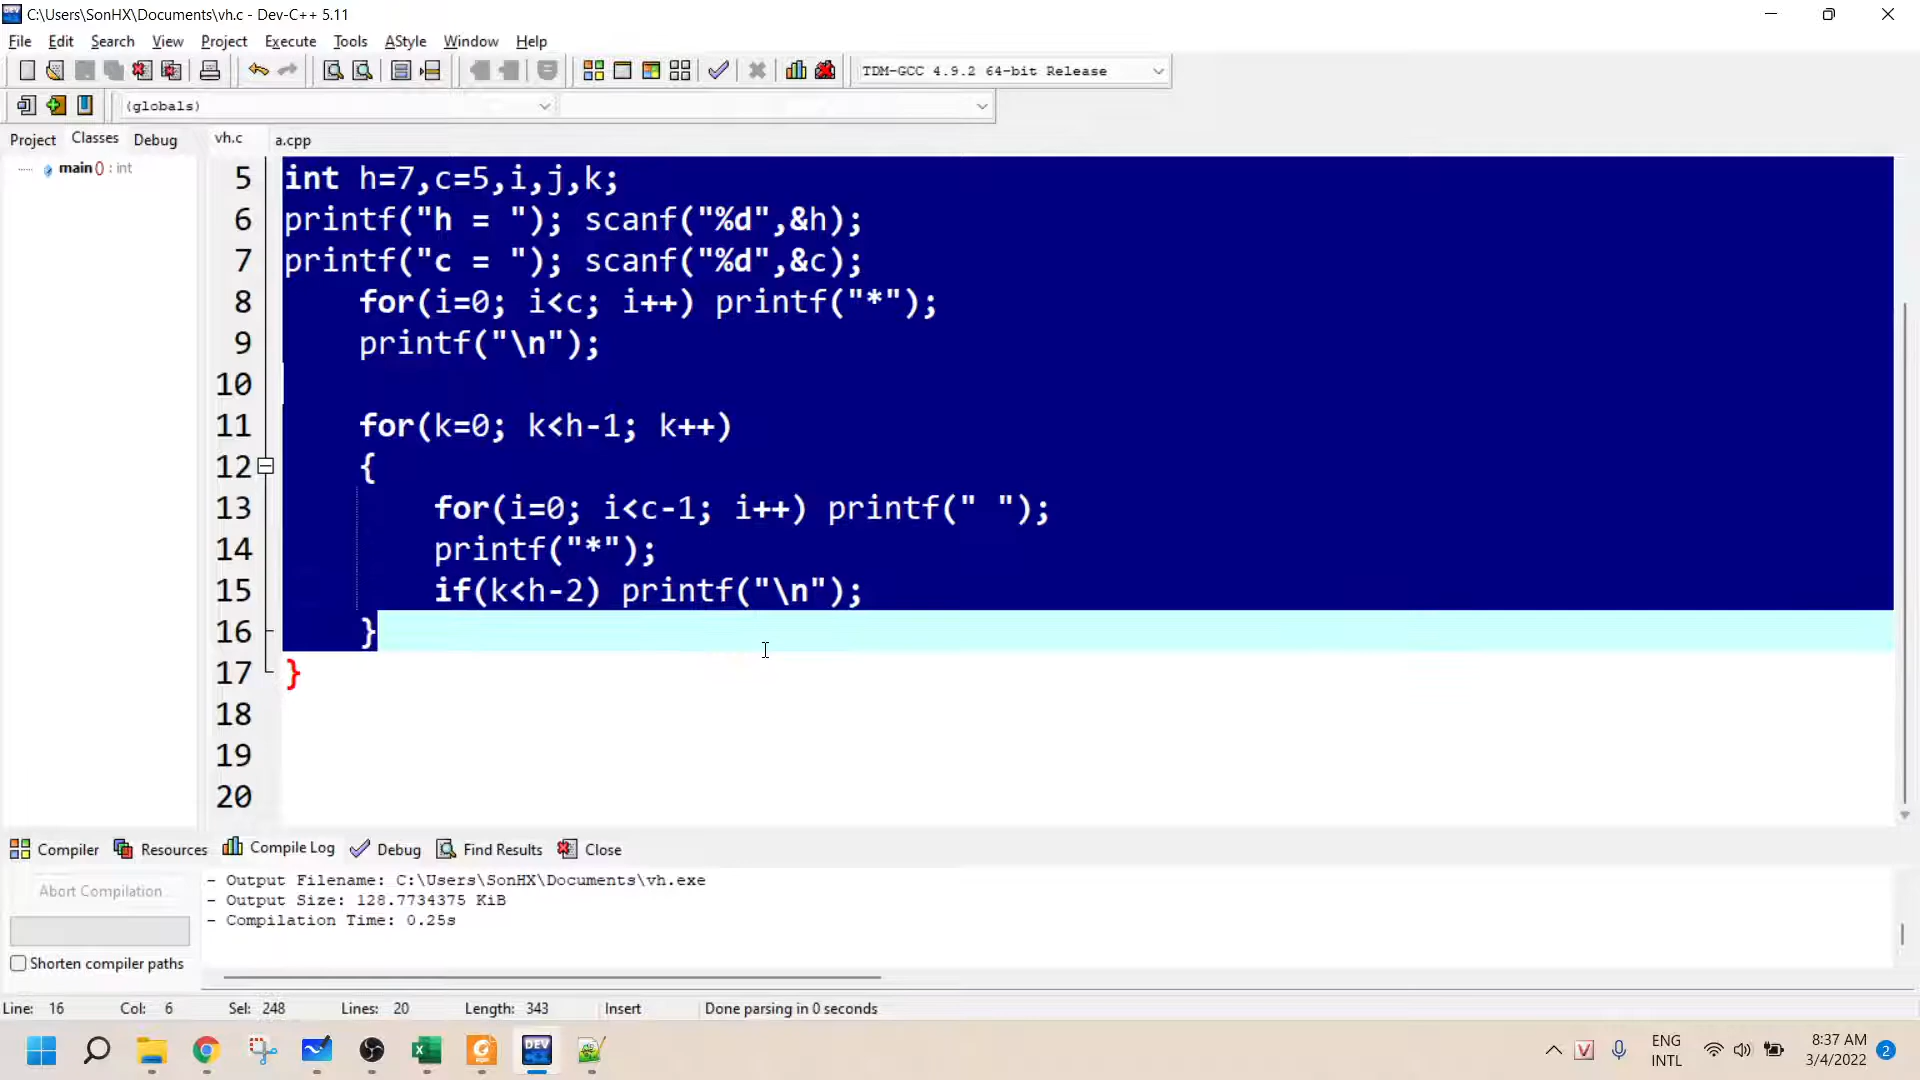 C:\Users\SonHX\Documents\vh.c - Dev-C++ 5.11
File Edit Search View Project Execute Tools AStyle Window Help
TDM-GCC 4.9.2 64-bit Release
(globals)
Project Classes Debug vh.c a.cpp
main () : int
5 int h=7,c=5,i,j,k;
6 printf("h = "); scanf("%d",&h);
7 printf("c = "); scanf("%d",&c);
8 for(i=0; i<c; i++) printf("*");
9 printf("\n");
10
11 for(k=0; k<h-1; k++)
12 {
13 for(i=0; i<c-1; i++) printf(" ");
14 printf("*");
15 if(k<h-2) printf("\n");
16 }
17 }
18
19
20
Compiler Resources Compile Log Debug Find Results Close
Abort Compilation
- Output Filename: C:\Users\SonHX\Documents\vh.exe
- Output Size: 128.7734375 KiB
- Compilation Time: 0.25s
Shorten compiler paths
Line: 16 Col: 6 Sel: 248 Lines: 20 Length: 343 Insert Done parsing in 0 seconds
DEV
V
ENG
INTL
8:37 AM
3/4/2022
2